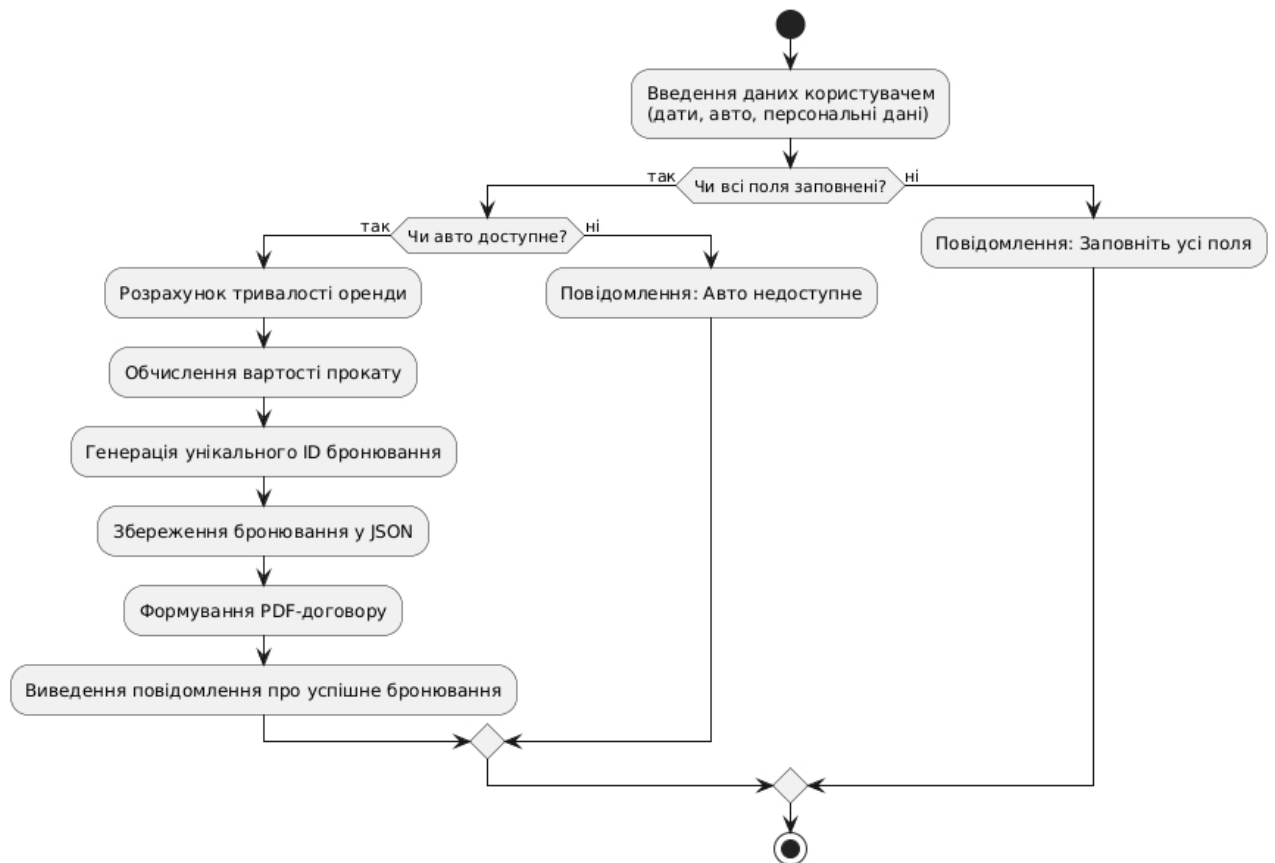 Введення даних користувачем
(дати, авто, персональні дані)
так
Чи всі поля заповнені?
ні
так
Чи авто доступне?
ні
Повідомлення: Заповніть усі поля
Розрахунок тривалості оренди
Повідомлення: Авто недоступне
Обчислення вартості прокату
Генерація унікального ID бронювання
Збереження бронювання у JSON
Формування PDF-договору
Виведення повідомлення про успішне бронювання